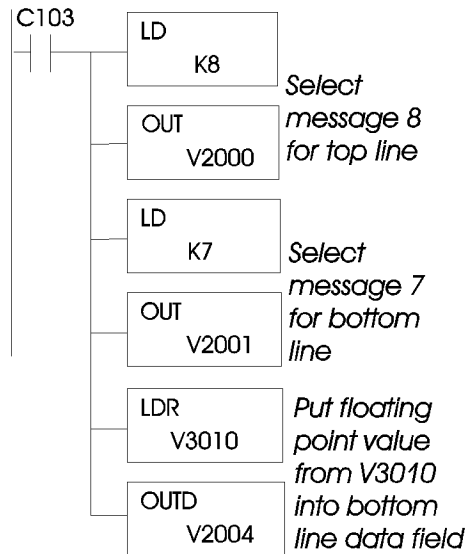 C103
LD
K8
Select
message 8
for top line
OUT
V2000
LD
K7
Select
message 7
for bottom
line
OUT
V2001
LDR
V3010
Put floating
point value
from V3010
into bottom
line data field
OUTD
V2004